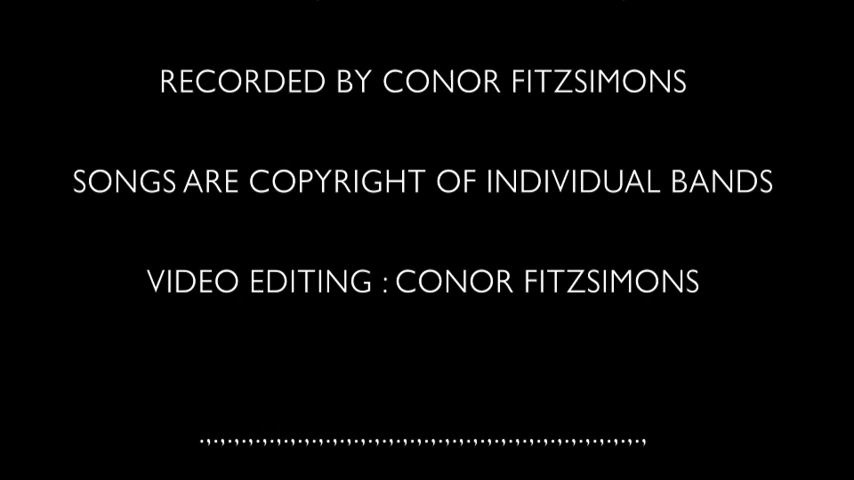 RECORDED BY CONOR FITZSIMONS
SONGS ARE COPYRIGHT OF INDIVIDUAL BANDS
VIDEO EDITING : CONOR FITZSIMONS
.,.,.,.,.,.,.,.,.,.,.,.,.,.,.,.,.,.,.,.,.,.,.,.,.,.,.,.,.,.,.,.,